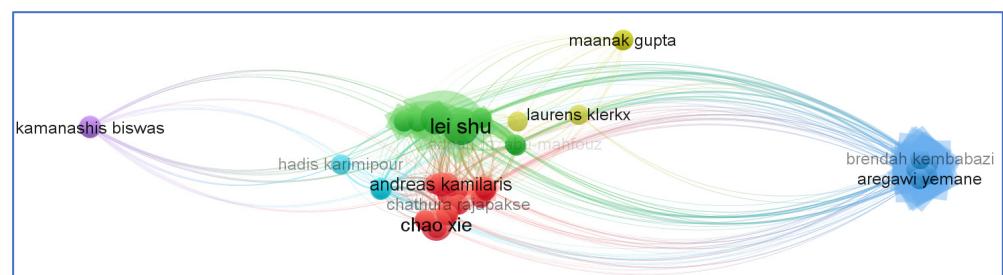 maanak gupta
kamanashis biswas
lei shu
laurens klerkx
hadis karimipour
brendah kembabazi
aregawi yemane
andreas kamilaris
chathura rajapakse
chao xie